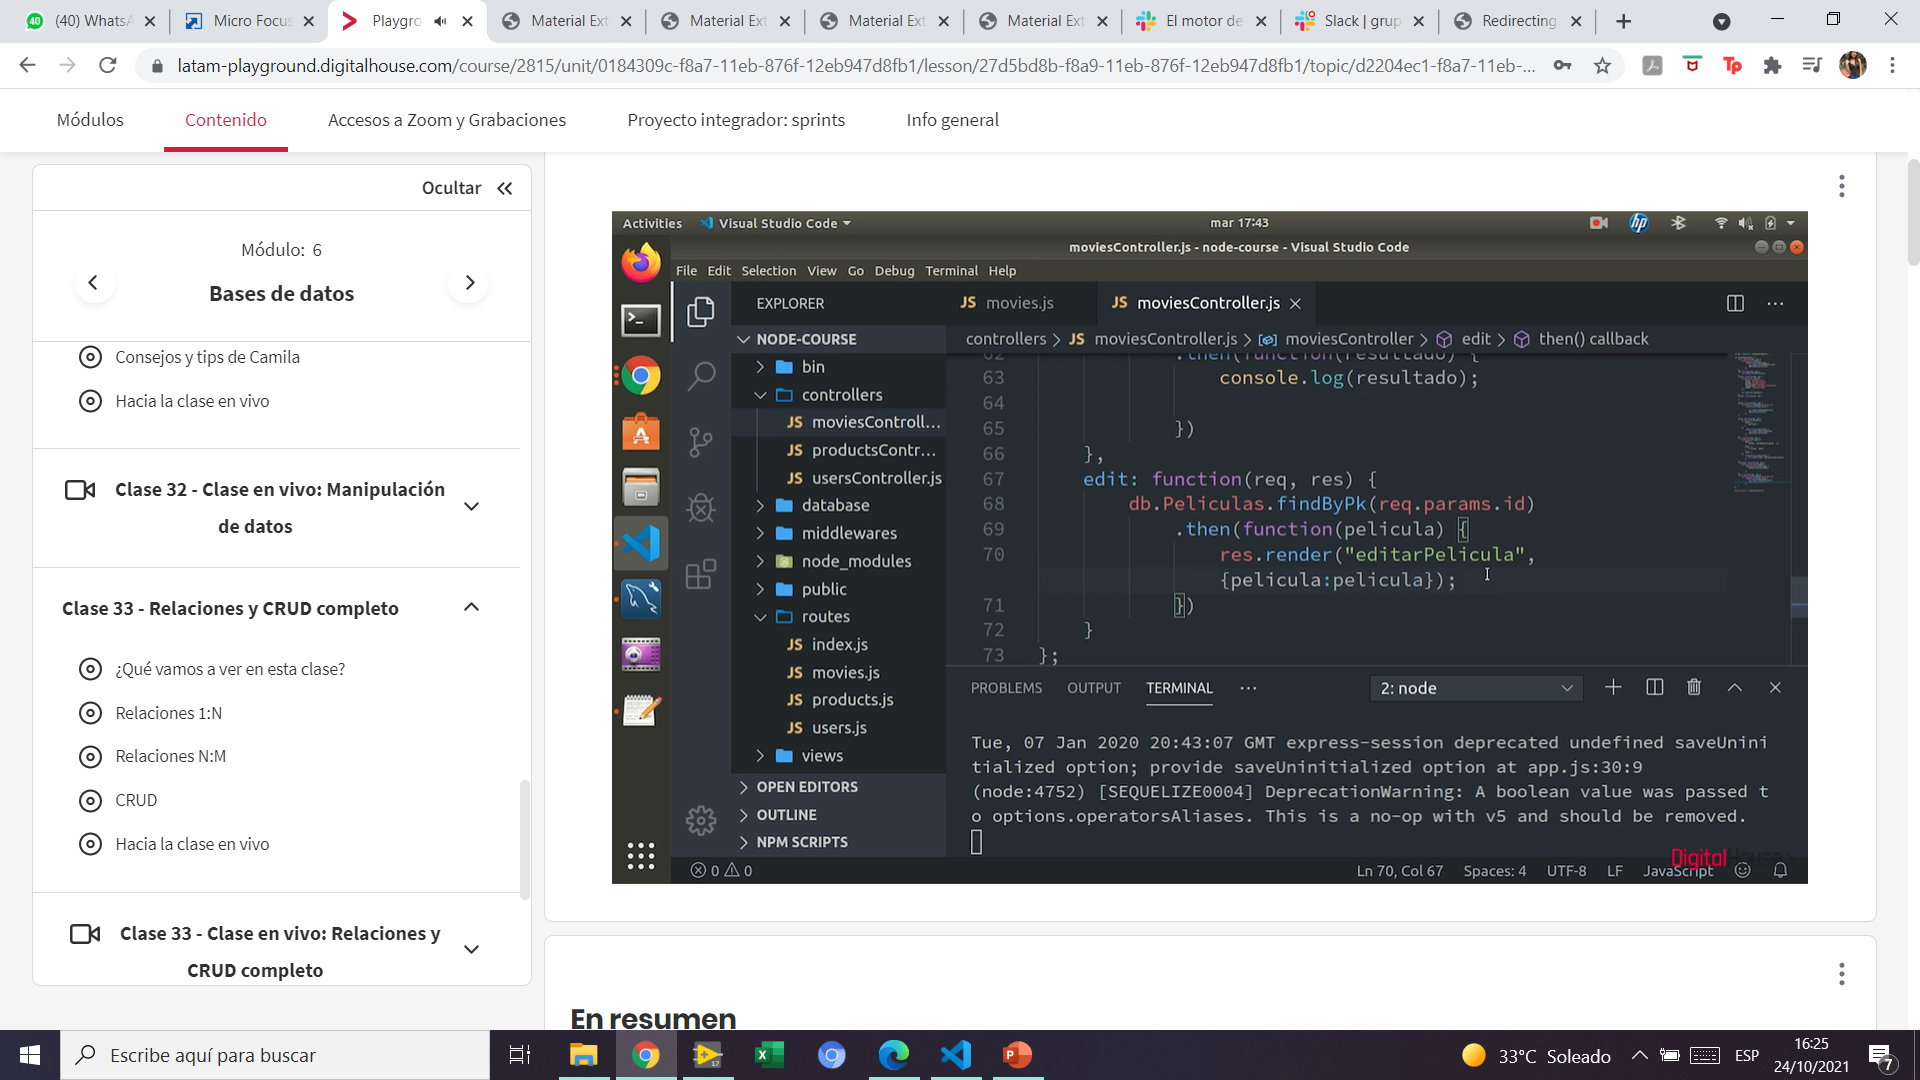 (40) WhatsA
Micro Focus
Playgro
Material Ext
Material Ext
Material Ext
Material Ext
El motor de
Slack | grup
Redirecting
latam-playground.digitalhouse.com/course/2815/unit/0184309c-f8a7-11eb-876f-12eb947d8fb1/lesson/27d5bd8b-f8a9-11eb-876f-12eb947d8fb1/topic/d2204ec1-f8a7-11eb-...
Módulos
Contenido
Accesos a Zoom y Grabaciones
Proyecto integrador: sprints
Info general
Ocultar
Módulo: 6
Bases de datos
Consejos y tips de Camila
Hacia la clase en vivo
Clase 32 - Clase en vivo: Manipulación
de datos
Clase 33 - Relaciones y CRUD completo
¿Qué vamos a ver en esta clase?
Relaciones 1:N
Relaciones N:M
CRUD
Hacia la clase en vivo
Clase 33 - Clase en vivo: Relaciones y
CRUD completo
Activities
Visual Studio Code
mar 17:43
hp
moviesController.js - node-course - Visual Studio Code
File Edit Selection View Go Debug Terminal Help
EXPLORER
JS movies.js
JS moviesController.js
NODE-COURSE
controllers > JS moviesController.js > moviesController > edit > then() callback
bin
controllers
JS moviesControll...
JS productsContr...
JS usersController.js
database
middlewares
node_modules
public
routes
JS index.js
JS movies.js
JS products.js
JS users.js
views
OPEN EDITORS
OUTLINE
NPM SCRIPTS
62 .then(function(resultado) {
63 console.log(resultado);
64
65 })
66 },
67 edit: function(req, res) {
68 db.Peliculas.findByPk(req.params.id)
69 .then(function(pelicula) {
70 res.render("editarPelicula",
{pelicula:pelicula});
71 })
72 }
73 };
PROBLEMS OUTPUT TERMINAL ...
2: node
Tue, 07 Jan 2020 20:43:07 GMT express-session deprecated undefined saveUnini
tialized option; provide saveUninitialized option at app.js:30:9
(node:4752) [SEQUELIZE0004] DeprecationWarning: A boolean value was passed t
o options.operatorsAliases. This is a no-op with v5 and should be removed.
DigitalHouse>
0 0
Ln 70, Col 67 Spaces: 4 UTF-8 LF JavaScript
En resumen
Escribe aquí para buscar
33°C Soleado
ESP
16:25
24/10/2021
7